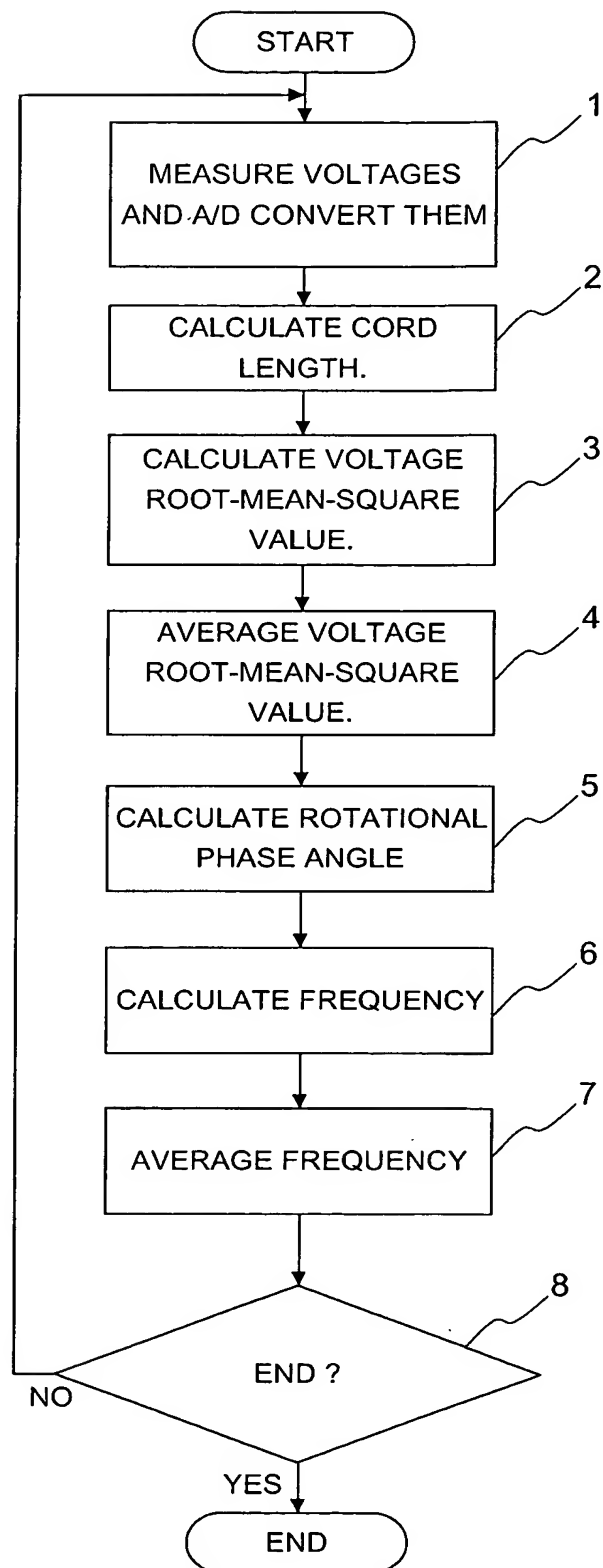 START
1
MEASURE VOLTAGES
AND A/D CONVERT THEM
2
CALCULATE CORD
LENGTH.
3
CALCULATE VOLTAGE
ROOT-MEAN-SQUARE
VALUE.
4
AVERAGE VOLTAGE
ROOT-MEAN-SQUARE
VALUE.
5
CALCULATE ROTATIONAL
PHASE ANGLE
6
CALCULATE FREQUENCY
7
AVERAGE FREQUENCY
8
END ?
NO
YES
END